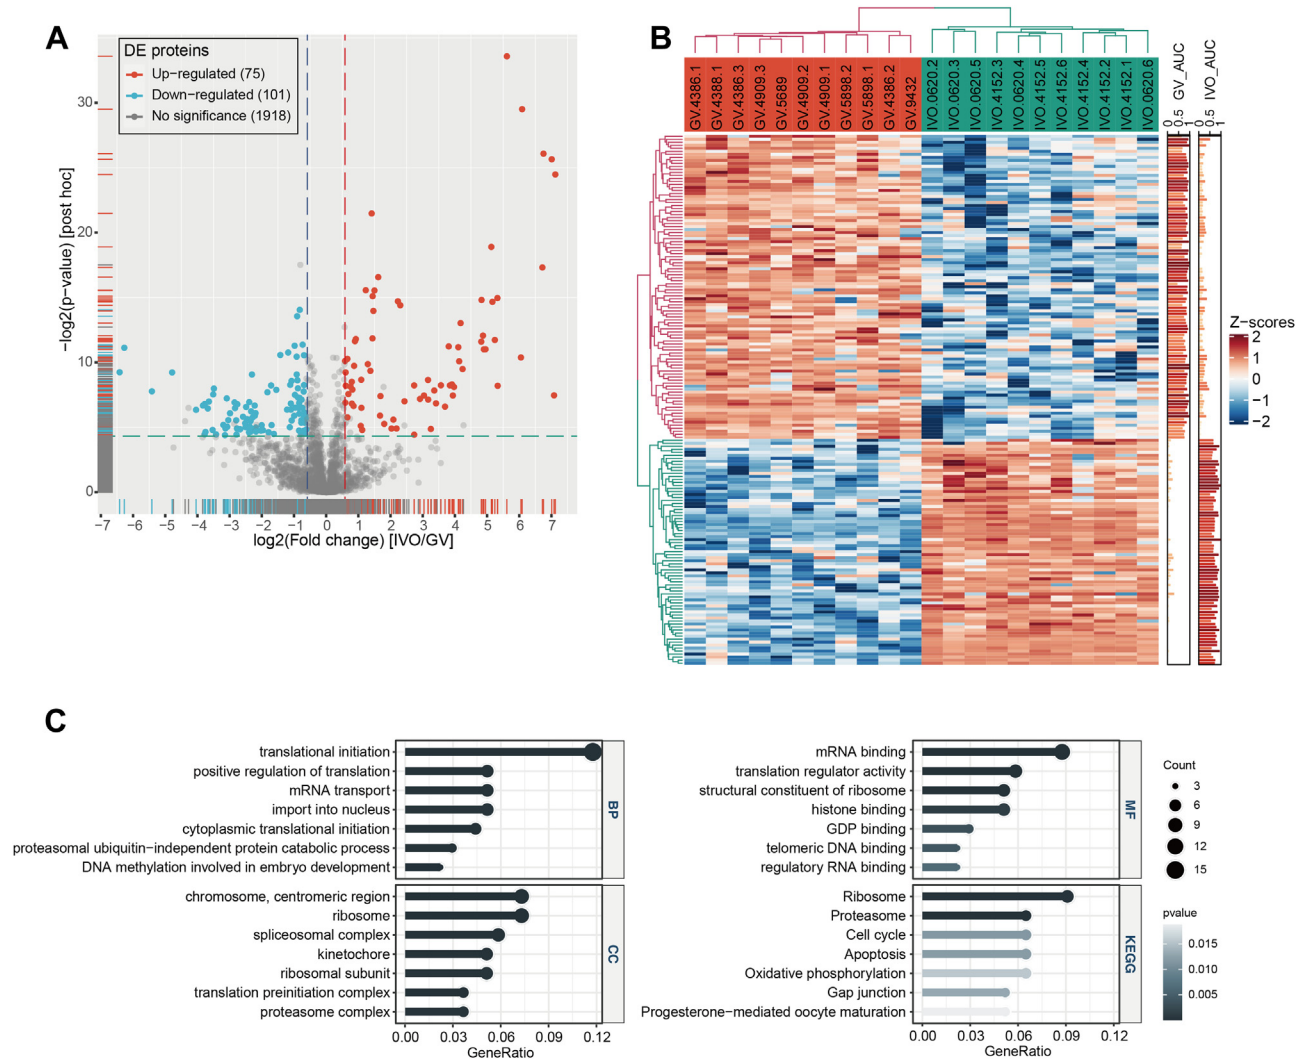 A
DE proteins
Up-regulated (75)
Down-regulated (101)
No significance (1918)
−log2(p−value) [post hoc]
30
20
10
0
−7 −6 −5 −4 −3 −2 −1 0 1 2 3 4 5 6 7
log2(Fold change) [IVO/GV]
B
GV.4386.1
GV.4388.1
GV.4386.3
GV.4909.3
GV.5689
GV.4909.2
GV.4909.1
GV.5898.2
GV.5898.1
GV.4386.2
GV.9432
IVO.0620.2
IVO.0620.3
IVO.0620.5
IVO.4152.3
IVO.0620.4
IVO.4152.5
IVO.4152.6
IVO.4152.4
IVO.2152.2
IVO.4152.1
IVO.0620.6
GV_AUC
0 0.5 1
IVO_AUC
0 0.5 1
Z−scores
2
1
0
−1
−2
C
translational initiation
positive regulation of translation
mRNA transport
import into nucleus
cytoplasmic translational initiation
proteasomal ubiquitin−independent protein catabolic process
DNA methylation involved in embryo development
BP
chromosome, centromeric region
ribosome
spliceosomal complex
kinetochore
ribosomal subunit
translation preinitiation complex
proteasome complex
CC
0.00 0.03 0.06 0.09 0.12
GeneRatio
mRNA binding
translation regulator activity
structural constituent of ribosome
histone binding
GDP binding
telomeric DNA binding
regulatory RNA binding
MF
Ribosome
Proteasome
Cell cycle
Apoptosis
Oxidative phosphorylation
Gap junction
Progesterone−mediated oocyte maturation
KEGG
0.00 0.03 0.06 0.09 0.12
GeneRatio
Count
3
6
9
12
15
pvalue
0.015
0.010
0.005